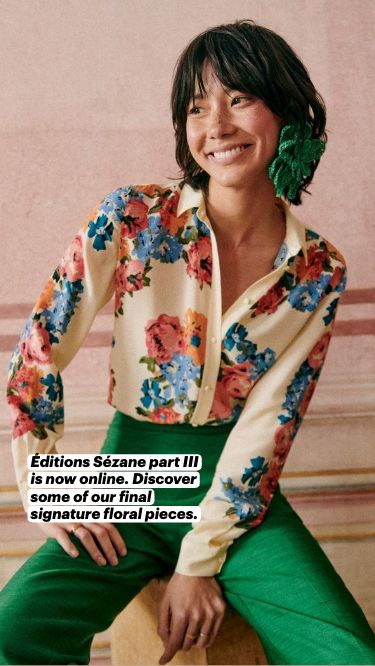 Éditions Sézane part III
is now online. Discover
some of our final
signature floral pieces.